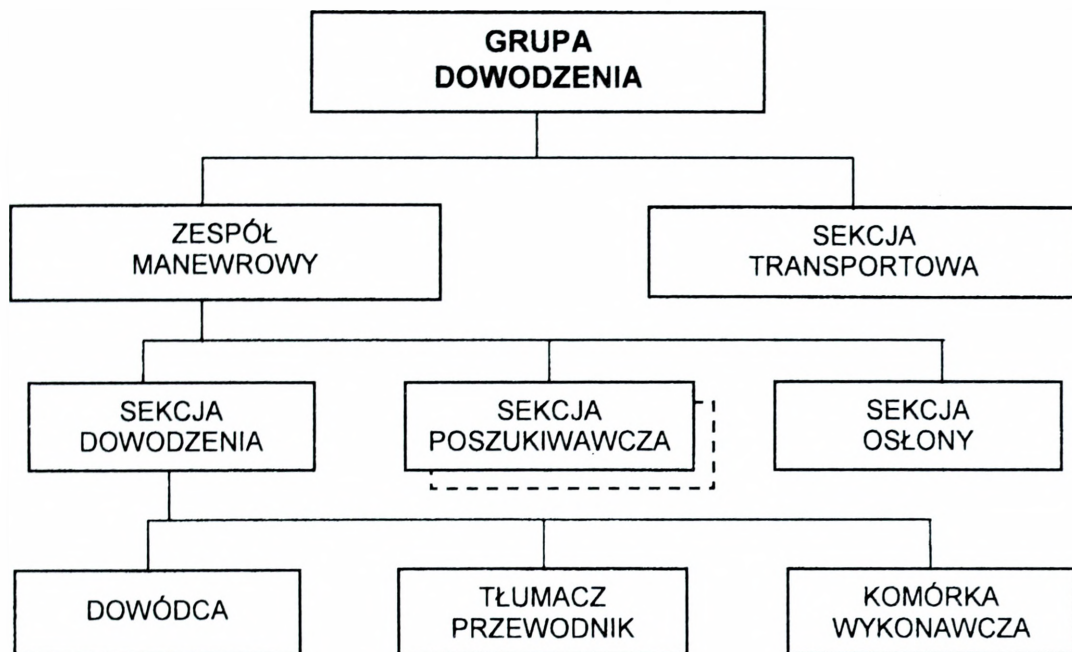 GRUPA
DOWODZENIA
ZESPÓŁ
MANEWROWY
SEKCJA
TRANSPORTOWA
SEKCJA
DOWODZENIA
SEKCJA
POSZUKIWAWCZA
SEKCJA
OSŁONY
DOWÓDCA
TŁUMACZ
PRZEWODNIK
KOMÓRKA
WYKONAWCZA